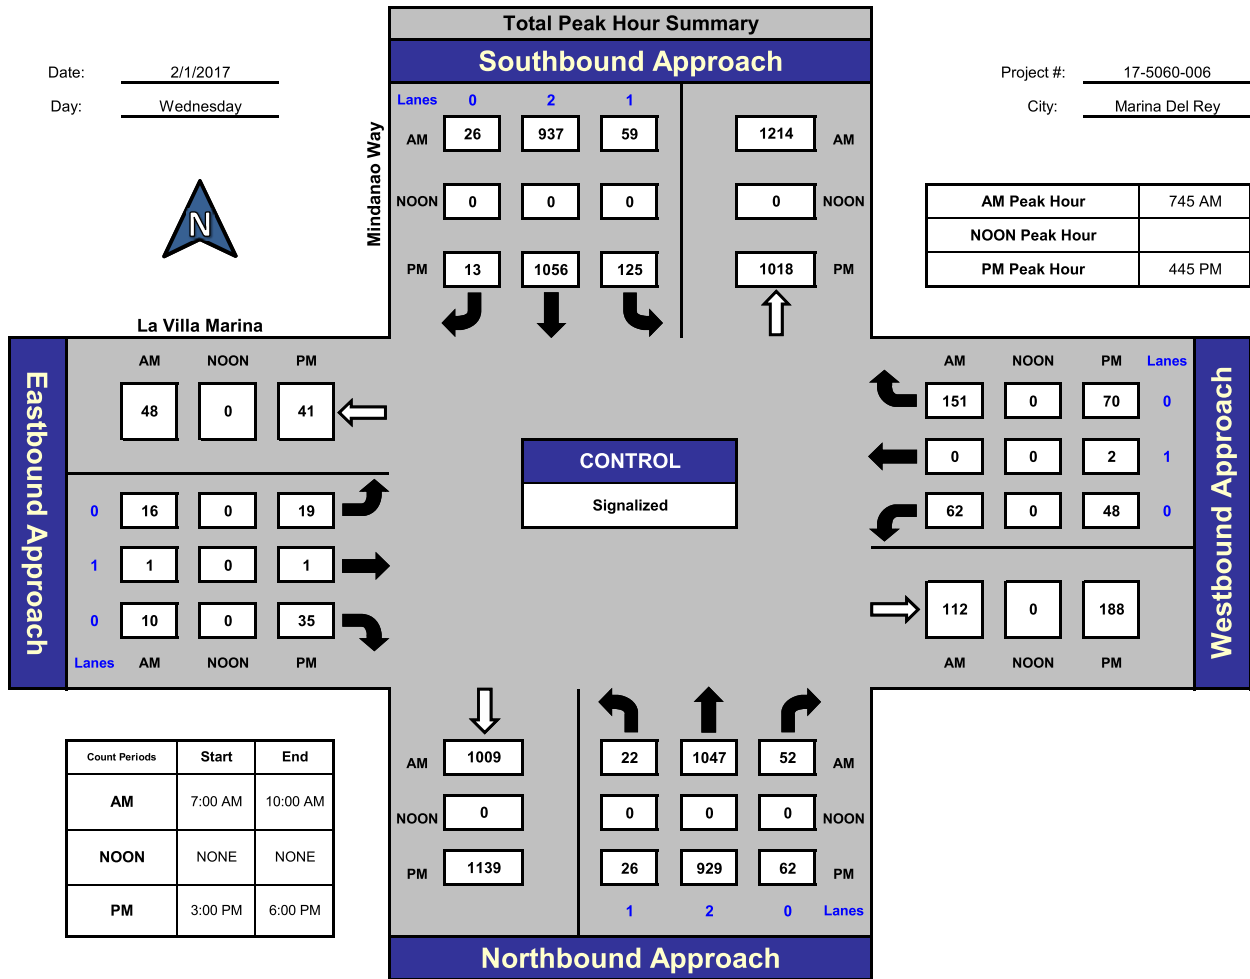 Total Peak Hour Summary
Southbound Approach
Date: 2/1/2017
Day: Wednesday
Project #: 17-5060-006
City: Marina Del Rey
Mindanao Way
Lanes 0 2 1
AM 26 937 59 1214 AM
NOON 0 0 0 0 NOON
PM 13 1056 125 1018 PM
N
AM Peak Hour 745 AM
NOON Peak Hour
PM Peak Hour 445 PM
La Villa Marina
Eastbound Approach
AM NOON PM
48 0 41
0 16 0 19
1 1 0 1
0 10 0 35
Lanes AM NOON PM
CONTROL
Signalized
AM NOON PM Lanes
151 0 70 0
0 0 2 1
62 0 48 0
112 0 188
AM NOON PM
Westbound Approach
Count Periods Start End
AM 7:00 AM 10:00 AM
NOON NONE NONE
PM 3:00 PM 6:00 PM
AM 1009 22 1047 52 AM
NOON 0 0 0 0 NOON
PM 1139 26 929 62 PM
1 2 0 Lanes
Northbound Approach